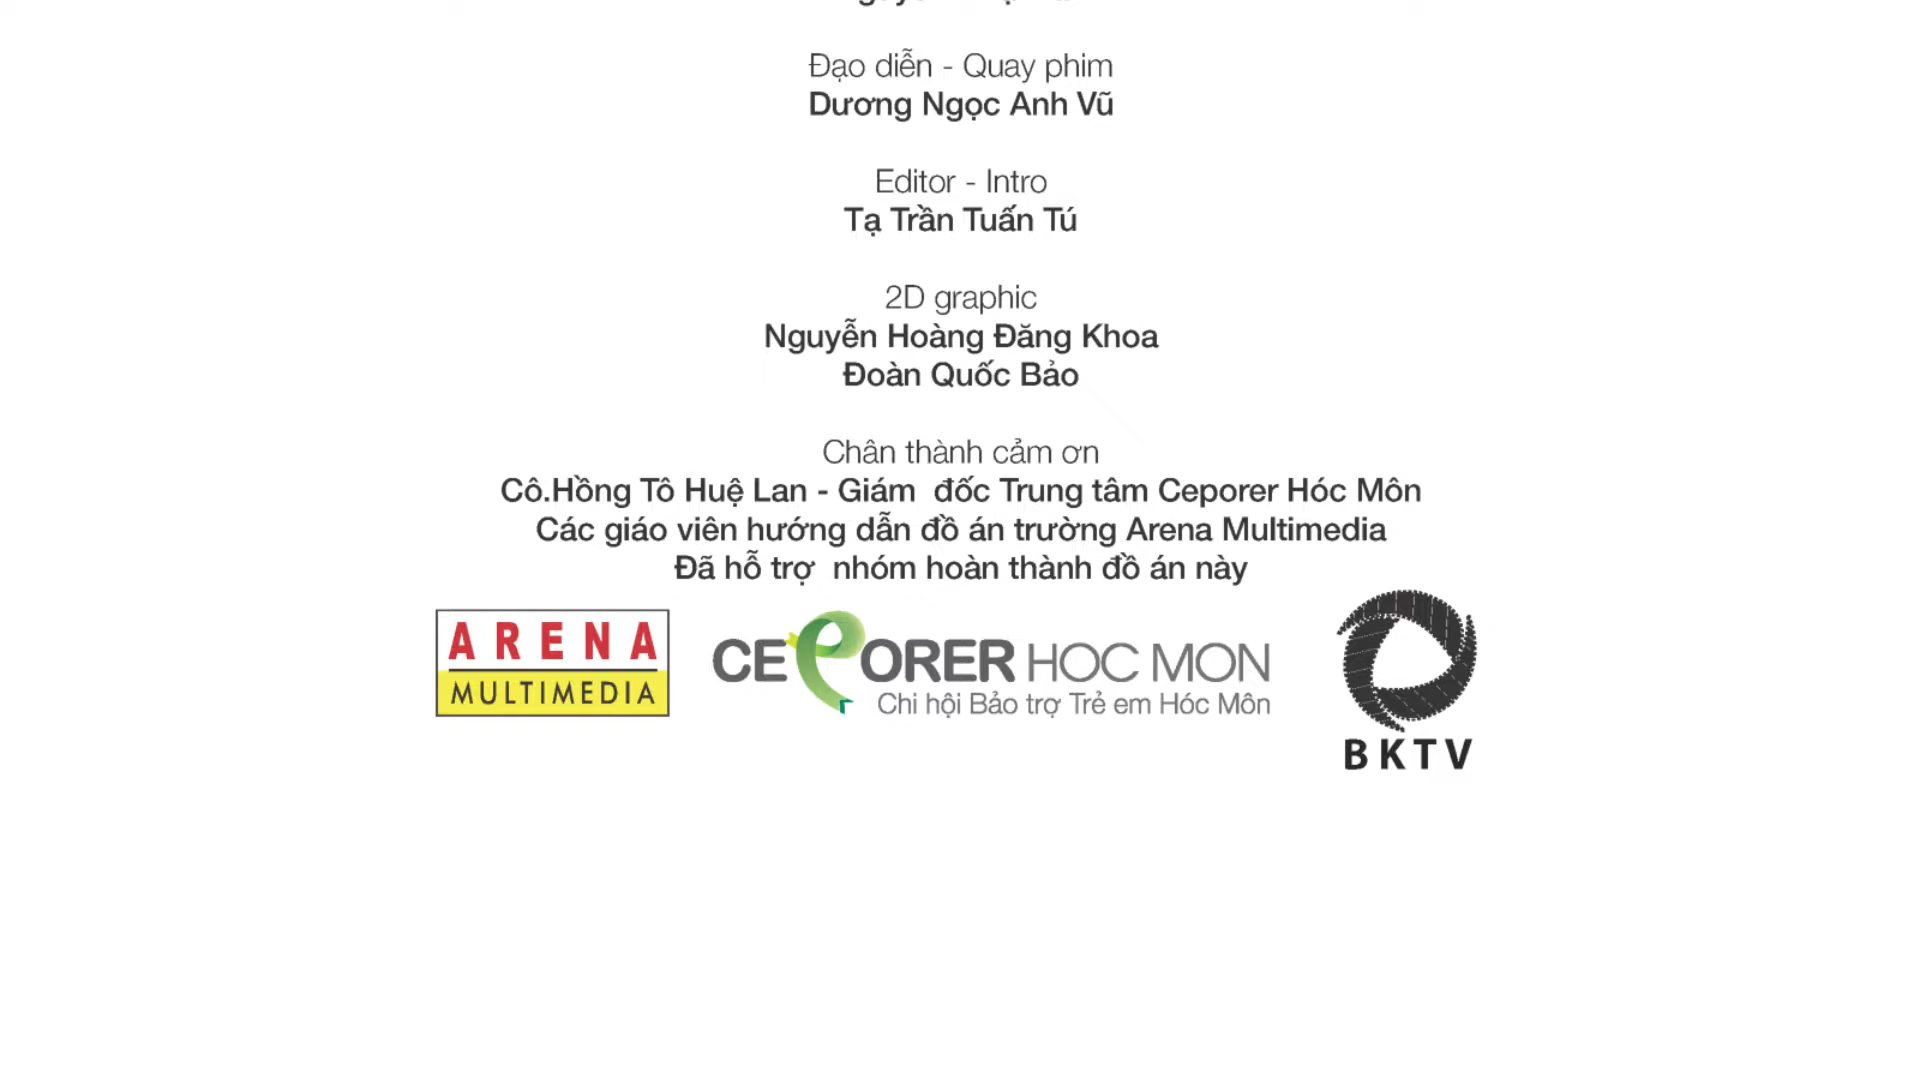 Đạo diễn - Quay phim
Dương Ngọc Anh Vũ
Editor - Intro
Tạ Trần Tuấn Tú
2D graphic
Nguyễn Hoàng Đăng Khoa
Đoàn Quốc Bảo
Chân thành cảm ơn
Cô.Hồng Tô Huệ Lan - Giám đốc Trung tâm Ceporer Hóc Môn
Các giáo viên hướng dẫn đồ án trường Arena Multimedia
Đã hỗ trợ nhóm hoàn thành đồ án này
ARENA
MULTIMEDIA
CEPORER HOC MON
Chi hội Bảo trợ Trẻ em Hóc Môn
BKTV